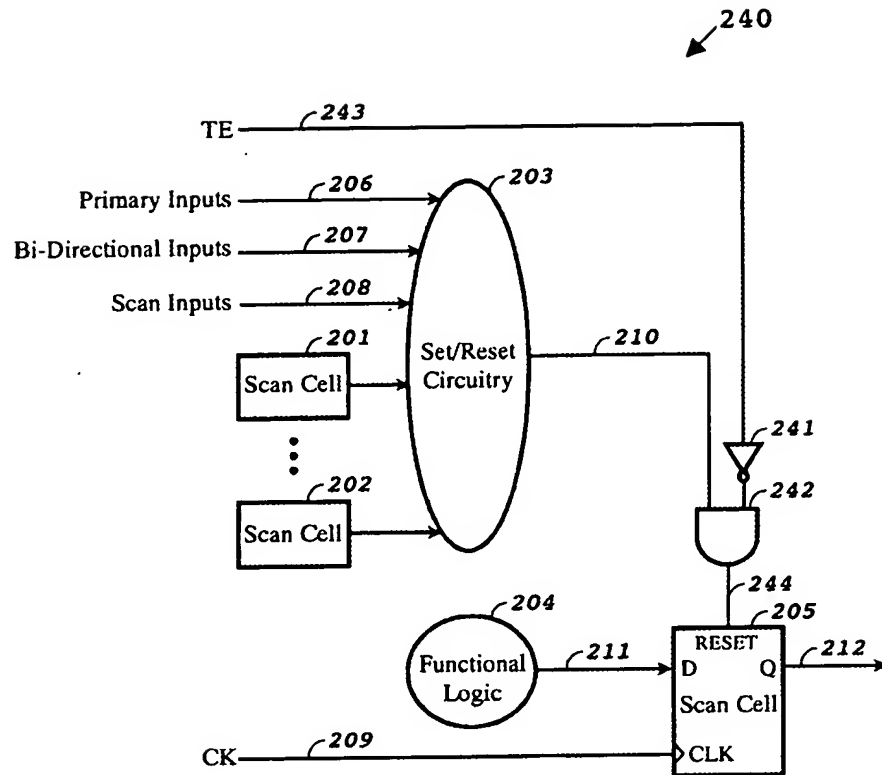 240
TE 243
Primary Inputs 206
203
Bi-Directional Inputs 207
Scan Inputs 208
201
Scan Cell
Set/Reset
Circuitry
210
241
202
242
Scan Cell
244
204
205
Functional
Logic
211
RESET
D Q
212
Scan Cell
CK 209
CLK